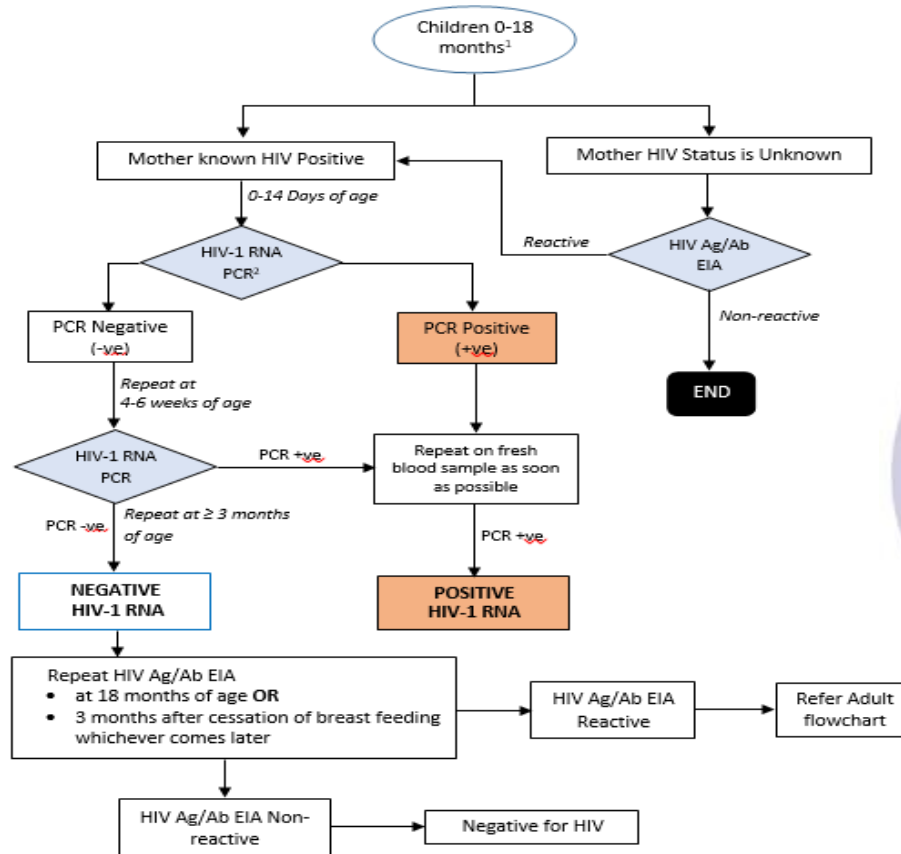 Children 0-18
months¹
Mother known HIV Positive
Mother HIV Status is Unknown
0-14 Days of age
Reactive
HIV-1 RNA
PCR²
HIV Ag/Ab
EIA
PCR Negative
(-ve)
PCR Positive
(+ve)
Non-reactive
Repeat at
4-6 weeks of age
END
HIV-1 RNA
PCR
PCR +ve
Repeat on fresh
blood sample as soon
as possible
PCR -ve
Repeat at ≥ 3 months
of age
PCR +ve
NEGATIVE
HIV-1 RNA
POSITIVE
HIV-1 RNA
Repeat HIV Ag/Ab EIA
• at 18 months of age OR
• 3 months after cessation of breast feeding
whichever comes later
HIV Ag/Ab EIA
Reactive
Refer Adult
flowchart
HIV Ag/Ab EIA Non-
reactive
Negative for HIV